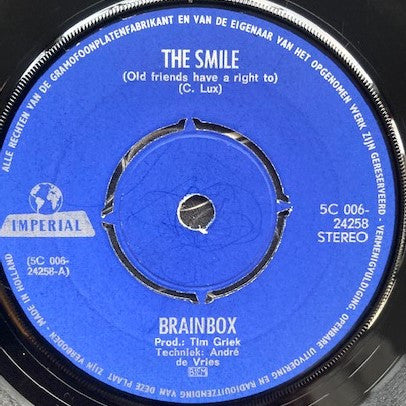 ALLE RECHTEN VAN DE GRAMOFOONPLATENFABRIKANT EN VAN DE EIGENAAR VAN HET OPGENOMEN WERK ZIJN GERESERVEERD - VERMENIGVULDIGING, OPENBARE UITVOERING EN RADIOUITZENDING VAN DEZE PLAAT ZIJN VERBODEN - MADE IN HOLLAND
THE SMILE
(Old friends have a right to)
(C. Lux)
IMPERIAL
(5C 006-
24258-A)
5C 006-
24258
STEREO
BRAINBOX
Prod.: Tim Griek
Techniek: André
de Vries
BIEM